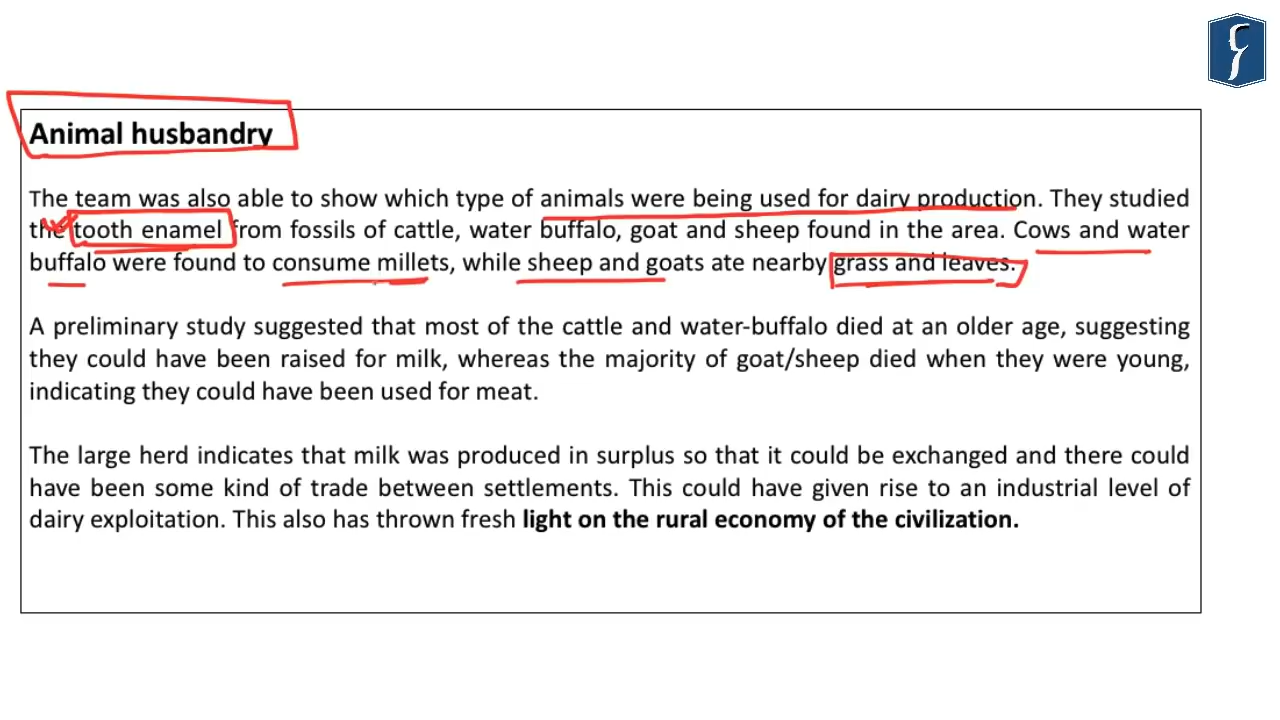 Animal husbandry
The team was also able to show which type of animals were being used for dairy production. They studied
the tooth enamel from fossils of cattle, water buffalo, goat and sheep found in the area. Cows and water
buffalo were found to consume millets, while sheep and goats ate nearby grass and leaves.
A preliminary study suggested that most of the cattle and water-buffalo died at an older age, suggesting
they could have been raised for milk, whereas the majority of goat/sheep died when they were young,
indicating they could have been used for meat.
The large herd indicates that milk was produced in surplus so that it could be exchanged and there could
have been some kind of trade between settlements. This could have given rise to an industrial level of
dairy exploitation. This also has thrown fresh light on the rural economy of the civilization.